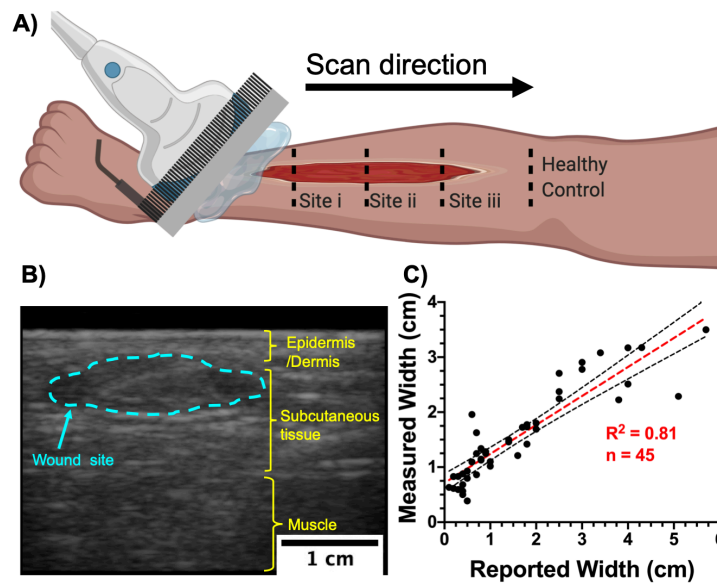 A)
Scan direction
Site i
Site ii
Site iii
Healthy
Control
B)
Epidermis
/Dermis
Subcutaneous
tissue
Wound site
Muscle
1 cm
C)
Measured Width (cm)
4
3
2
1
0
R² = 0.81
n = 45
0 1 2 3 4 5 6
Reported Width (cm)